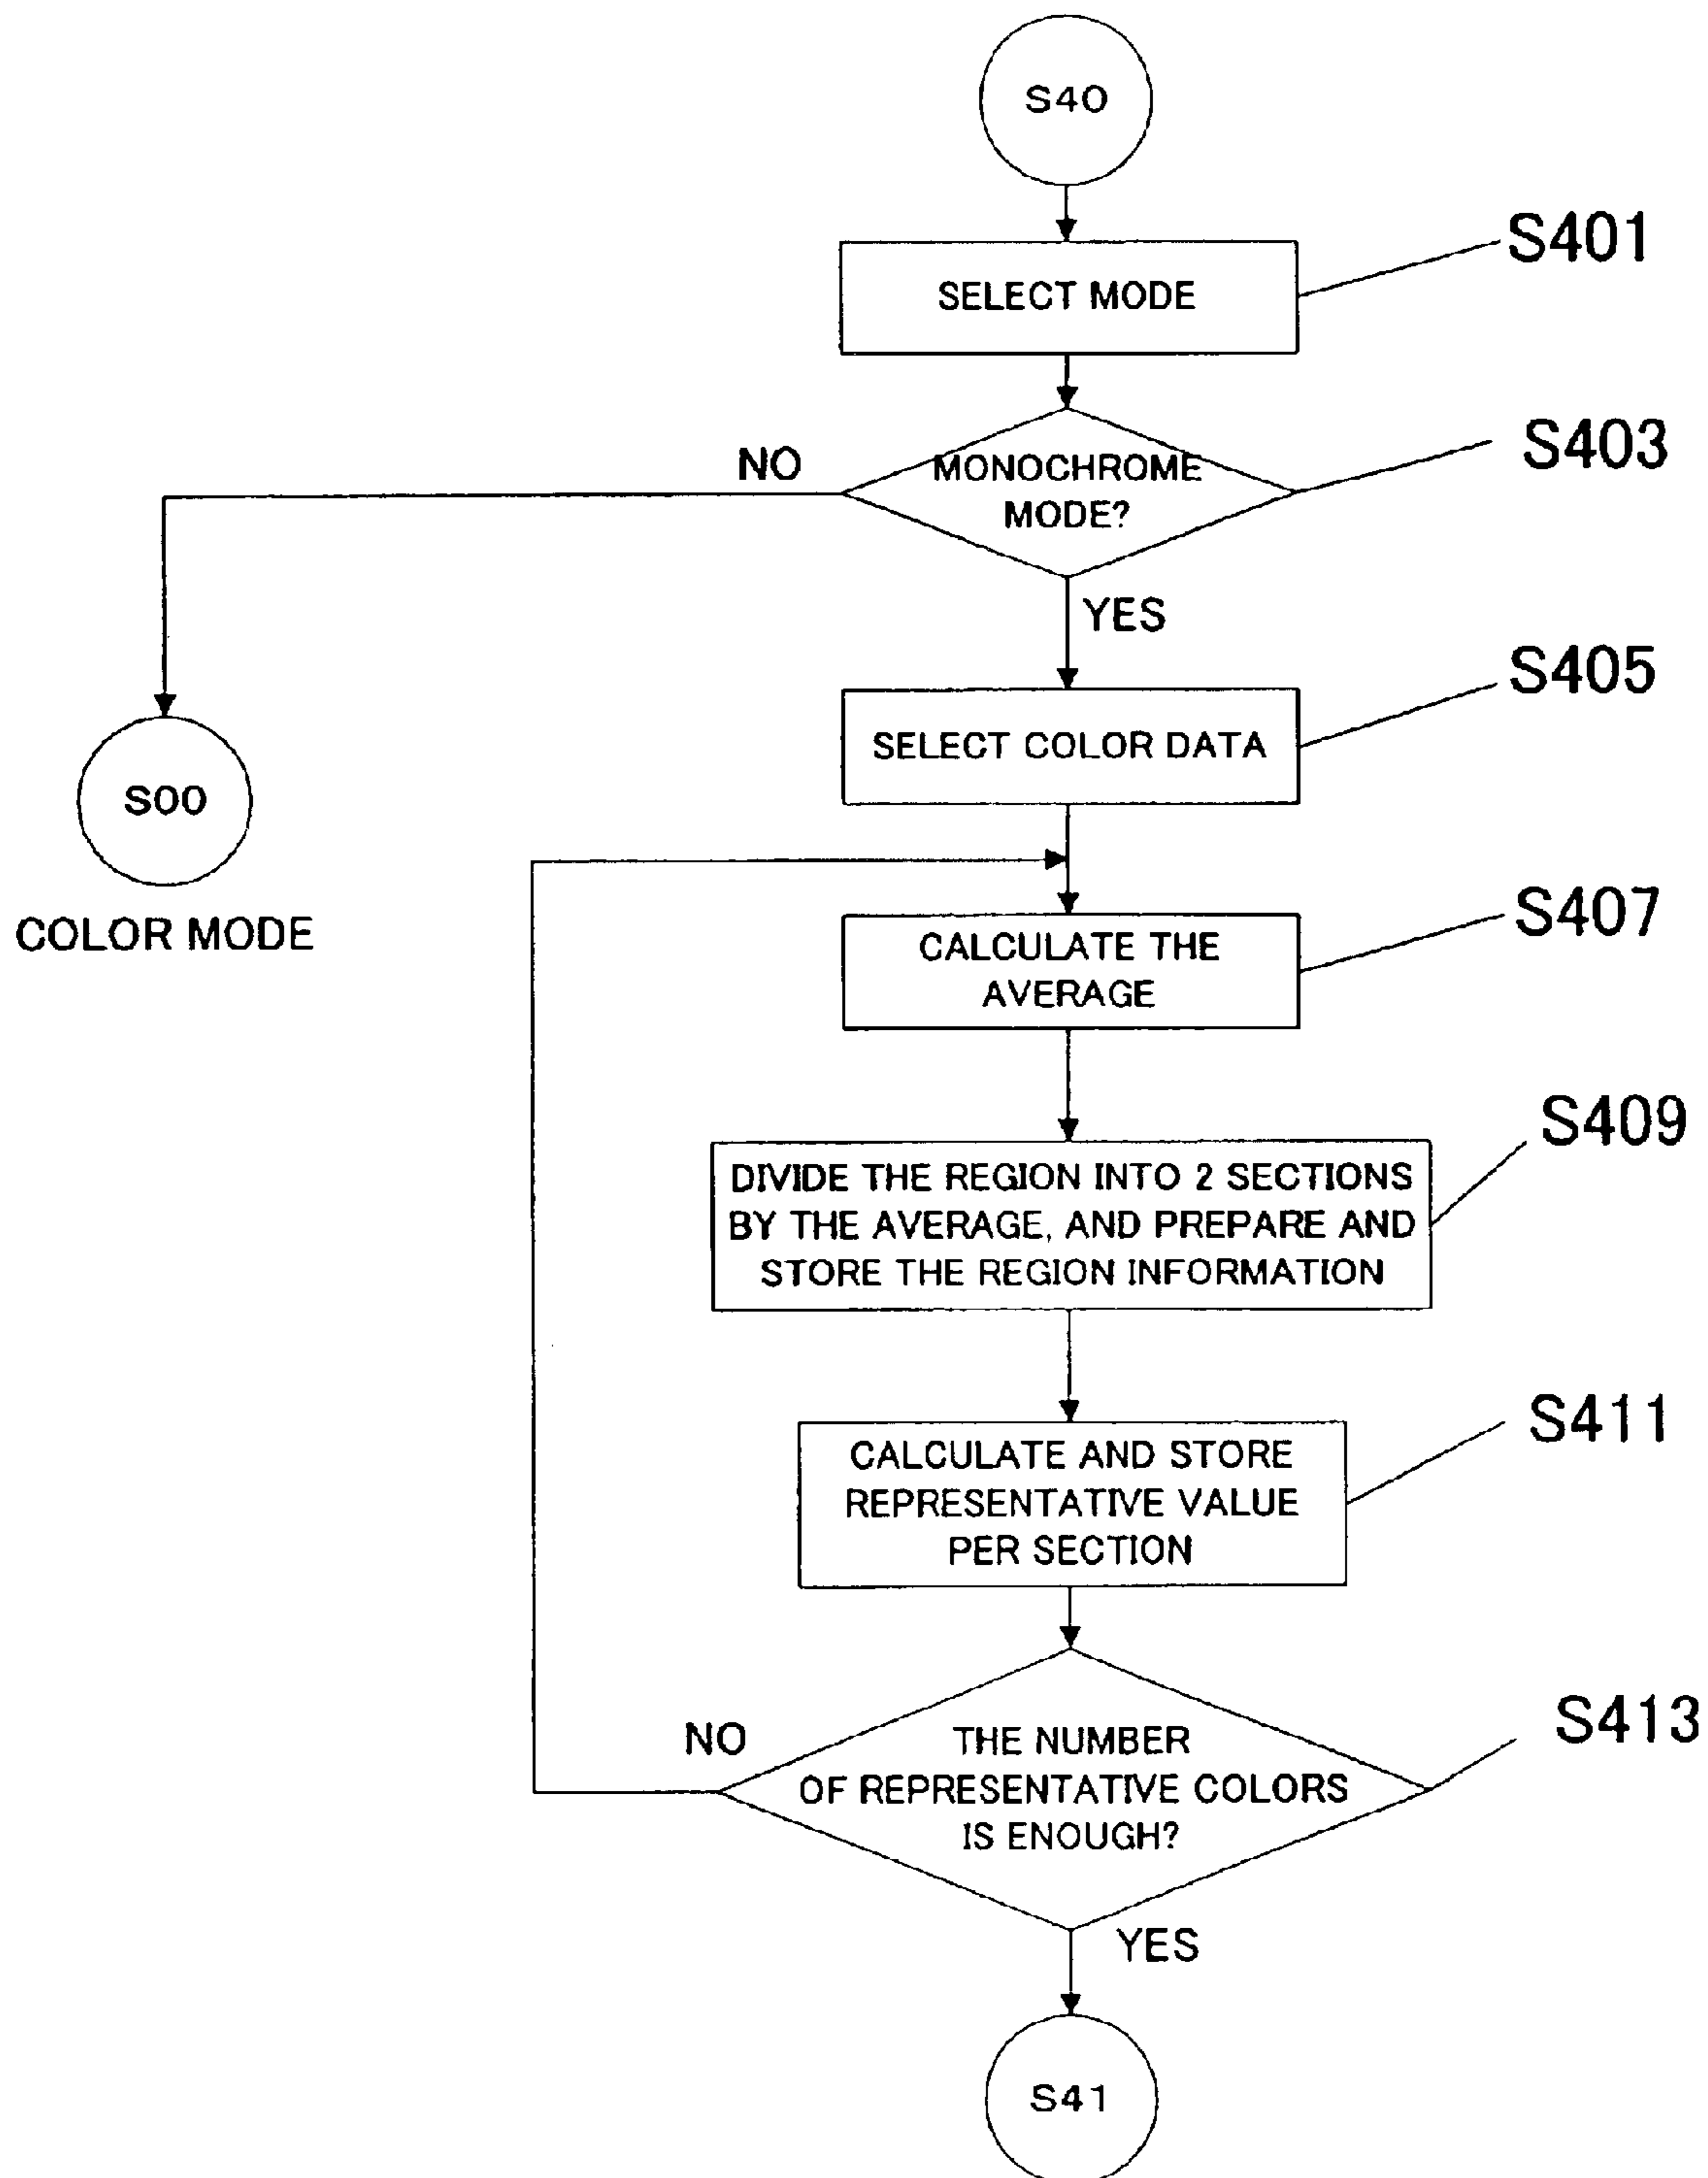 S40
SELECT MODE
S401
MONOCHROME
MODE?
S403
NO
YES
SELECT COLOR DATA
S405
S00
COLOR MODE
CALCULATE THE
AVERAGE
S407
DIVIDE THE REGION INTO 2 SECTIONS
BY THE AVERAGE, AND PREPARE AND
STORE THE REGION INFORMATION
S409
CALCULATE AND STORE
REPRESENTATIVE VALUE
PER SECTION
S411
THE NUMBER
OF REPRESENTATIVE COLORS
IS ENOUGH?
S413
NO
YES
S41